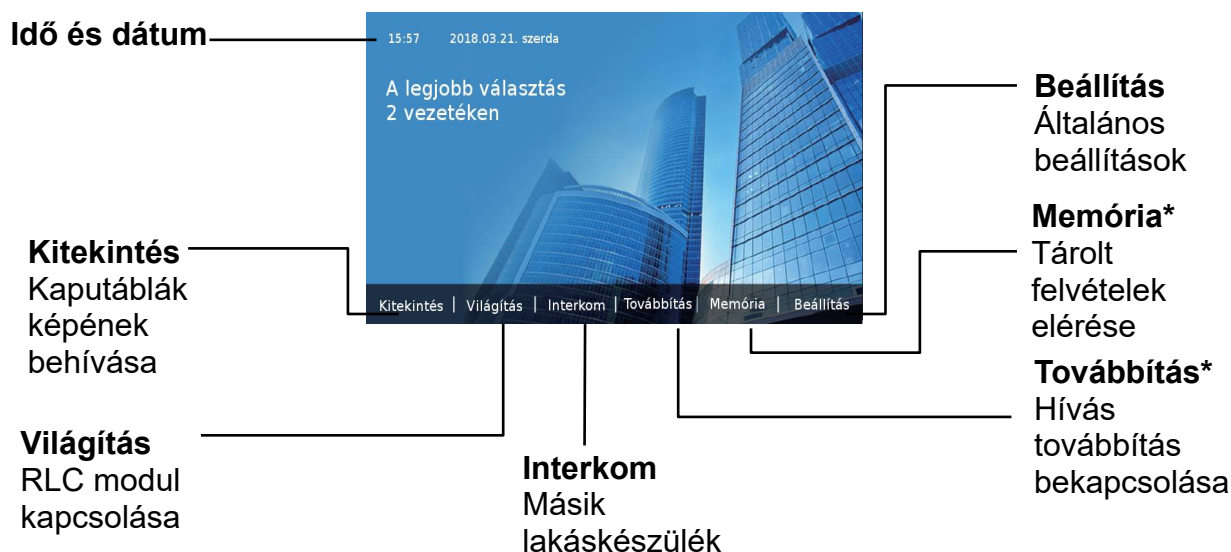 Idő és dátum
15:57 2018.03.21. szerda
A legjobb választás
2 vezetéken
Kitekintés | Világítás | Interkom | Továbbítás | Memória | Beállítás
Kitekintés
Kaputáblák
képének
behívása
Világítás
RLC modul
kapcsolása
Interkom
Másik
lakáskészülék
Beállítás
Általános
beállítások
Memória*
Tárolt
felvételek
elérése
Továbbítás*
Hívás
továbbítás
bekapcsolása